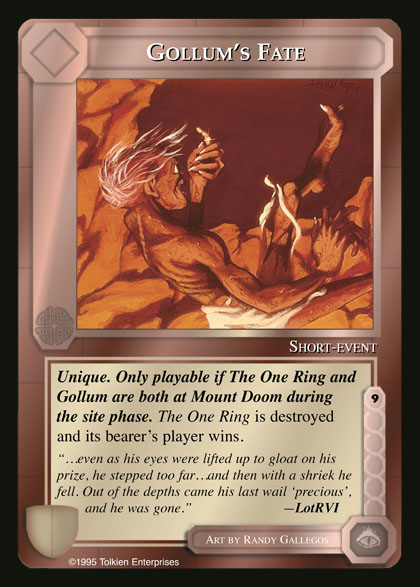 Gollum's Fate
Short-event
Unique. Only playable if The One Ring and
Gollum are both at Mount Doom during
the site phase. The One Ring is destroyed
and its bearer's player wins.
9
“…even as his eyes were lifted up to gloat on his
prize, he stepped too far…and then with a shriek he
fell. Out of the depths came his last wail ‘precious’,
and he was gone.” —LotRVI
Art by Randy Gallegos
©1995 Tolkien Enterprises